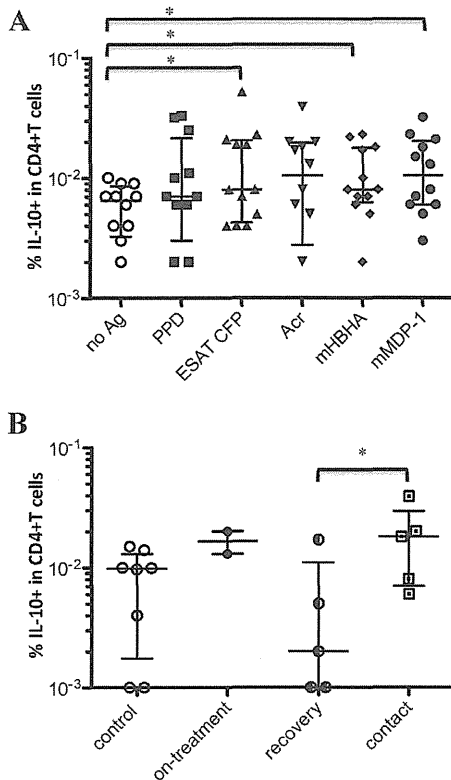 A
*
*
*
% IL-10+ in CD4+T cells
10-1
10-2
10-3
no Ag
PPD
ESAT CFP
Acr
mHBHA
mMDP-1
B
*
% IL-10+ in CD4+T cells
10-1
10-2
10-3
control
on-treatment
recovery
contact